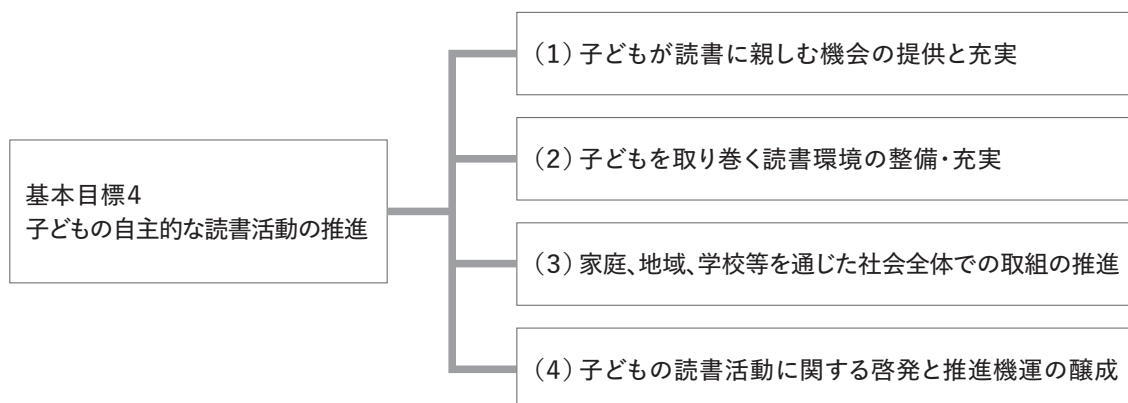 基本目標4
子どもの自主的な読書活動の推進
（1）子どもが読書に親しむ機会の提供と充実
（2）子どもを取り巻く読書環境の整備・充実
（3）家庭、地域、学校等を通じた社会全体での取組の推進
（4）子どもの読書活動に関する啓発と推進機運の醸成